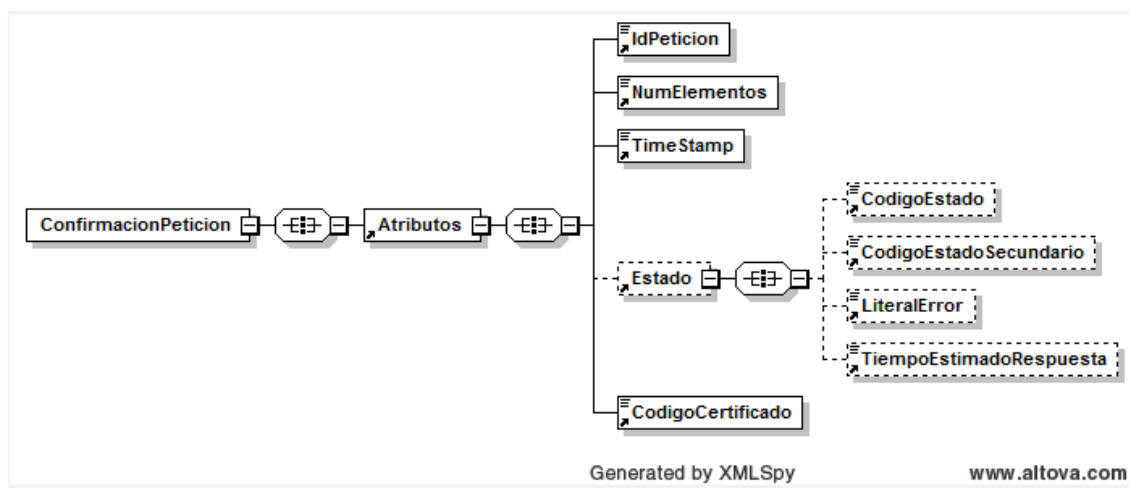 IdPeticion
NumElementos
TimeStamp
ConfirmacionPeticion
Atributos
Estado
CodigoEstado
CodigoEstadoSecundario
LiteralError
TiempoEstimadoRespuesta
CodigoCertificado
Generated by XMLSpy
www.altova.com